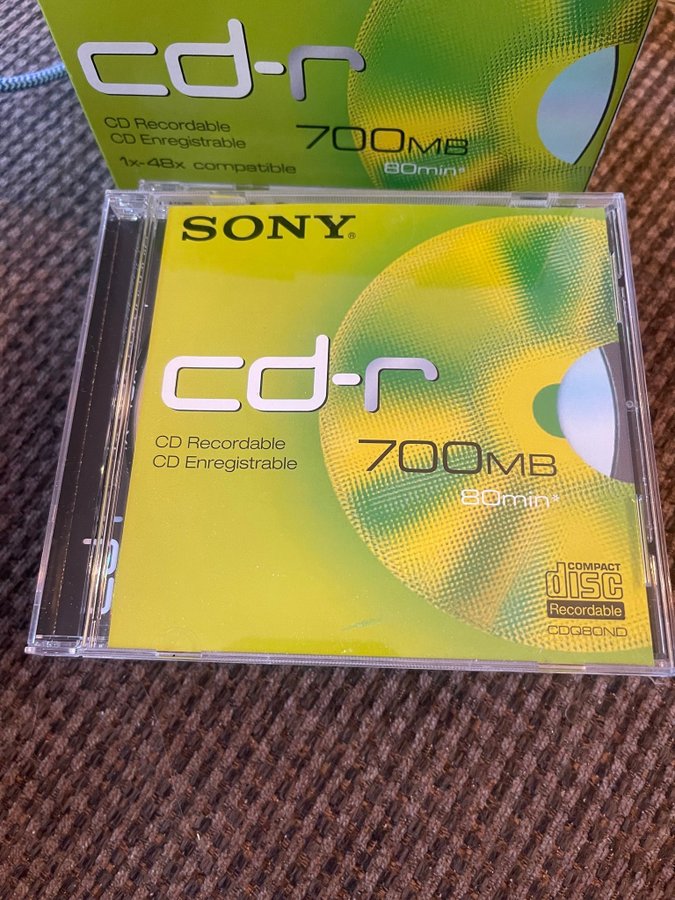 cd-r
CD Recordable
CD Enregistrable
700MB
80min*
1x-48x compatible
SONY®
cd-r
CD Recordable
CD Enregistrable
700MB
80min*
COMPACT
disc
Recordable
CDQ80ND